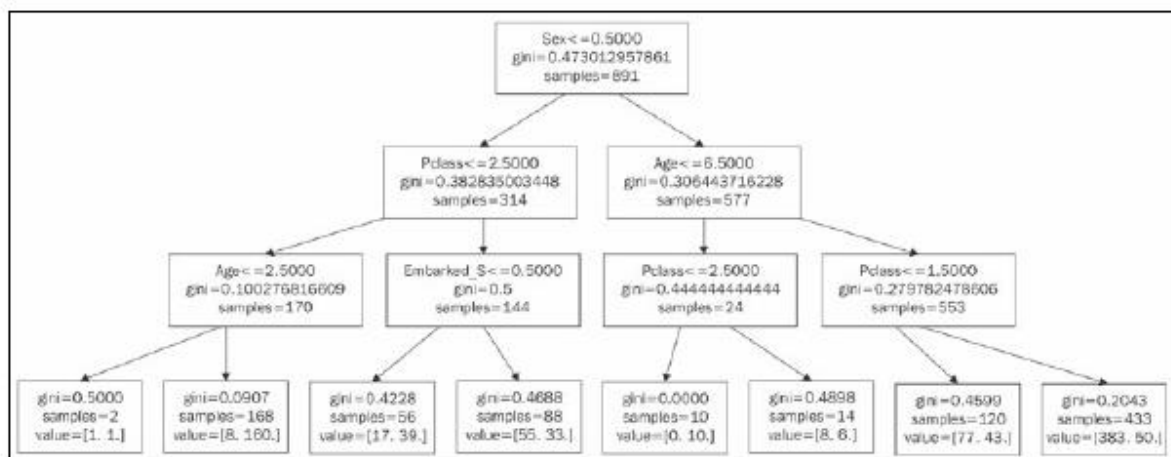 Sex<=0.5000
gini=0.473012957861
samples=891
Pclass<=2.5000
gini=0.382835003448
samples=314
Age<=6.5000
gini=0.306443716228
samples=577
Age<=2.5000
gini=0.100276816609
samples=170
Embarked_S<=0.5000
gini=0.5
samples=144
Pclass<=2.5000
gini=0.444444444444
samples=24
Pclass<=1.5000
gini=0.279782478606
samples=553
gini=0.5000
samples=2
value=[1. 1.]
gini=0.0907
samples=168
value=[8. 160.]
gini=0.4228
samples=56
value=[17. 39.]
gini=0.4688
samples=88
value=[55. 33.]
gini=0.0000
samples=10
value=[0. 10.]
gini=0.4898
samples=14
value=[8. 6.]
gini=0.4599
samples=120
value=[77. 43.]
gini=0.2043
samples=433
value=[383. 50.]